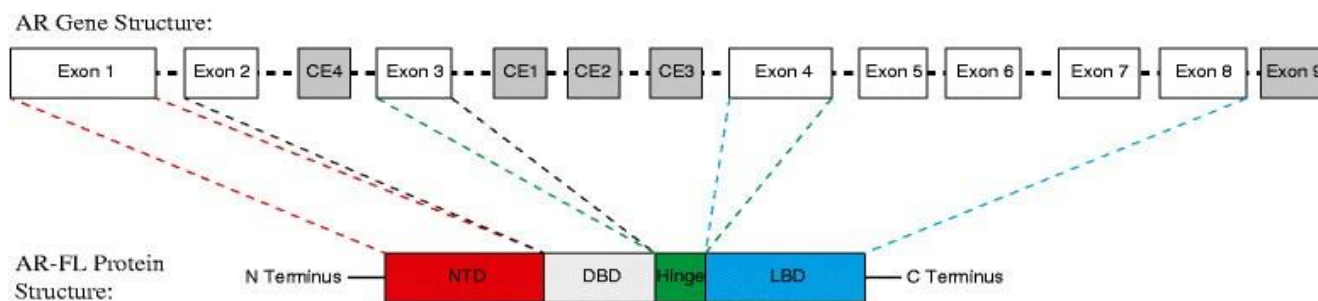 AR Gene Structure:
Exon 1 Exon 2 CE4 Exon 3 CE1 CE2 CE3 Exon 4 Exon 5 Exon 6 Exon 7 Exon 8 Exon 9
AR-FL Protein
Structure:
N Terminus NTD DBD Hinge LBD C Terminus